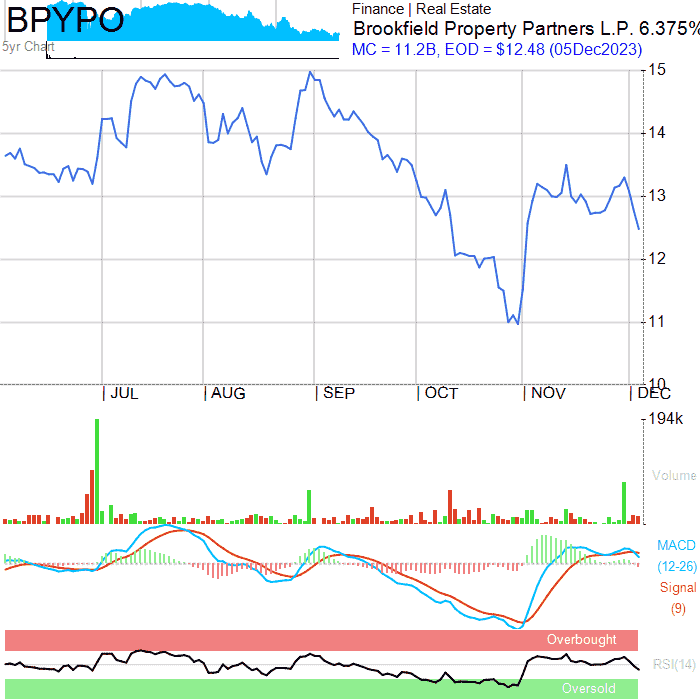 BPYPO
5yr Chart
Finance | Real Estate
Brookfield Property Partners L.P. 6.375%
MC = 11.2B, EOD = $12.48 (05Dec2023)
15
14
13
12
11
10
JUL AUG SEP OCT NOV DEC
194k
Volume
MACD
(12-26)
Signal
(9)
Overbought
RSI(14)
Oversold